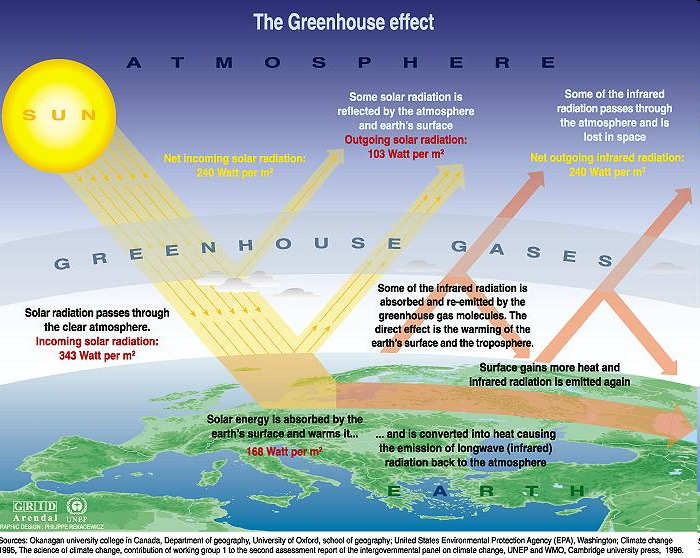 The Greenhouse effect
A T M O S P H E R E
S U N
Some solar radiation is
reflected by the atmosphere
and earth's surface
Outgoing solar radiation:
103 Watt per m²
Some of the infrared
radiation passes through
the atmosphere and is
lost in space
Net outgoing infrared radiation:
240 Watt per m²
Net incoming solar radiation:
240 Watt per m²
G R E E N H O U S E G A S E S
Solar radiation passes through
the clear atmosphere.
Incoming solar radiation:
343 Watt per m²
Some of the infrared radiation is
absorbed and re-emitted by the
greenhouse gas molecules. The
direct effect is the warming of the
earth's surface and the troposphere.
Surface gains more heat and
infrared radiation is emitted again
Solar energy is absorbed by the
earth's surface and warms it...
168 Watt per m²
... and is converted into heat causing
the emission of longwave (infrared)
radiation back to the atmosphere
E A R T H
G R I D
Arendal UNEP
RAPHIC DESIGN : PHILIPPE REKACEWICZ
Sources: Okanagan university college in Canada, Department of geography, University of Oxford, school of geography; United States Environmental Protection Agency (EPA), Washington; Climate change
1995, The science of climate change, contribution of working group 1 to the second assessment report of the intergovernmental panel on climate change, UNEP and WMO, Cambridge university press, 1996.